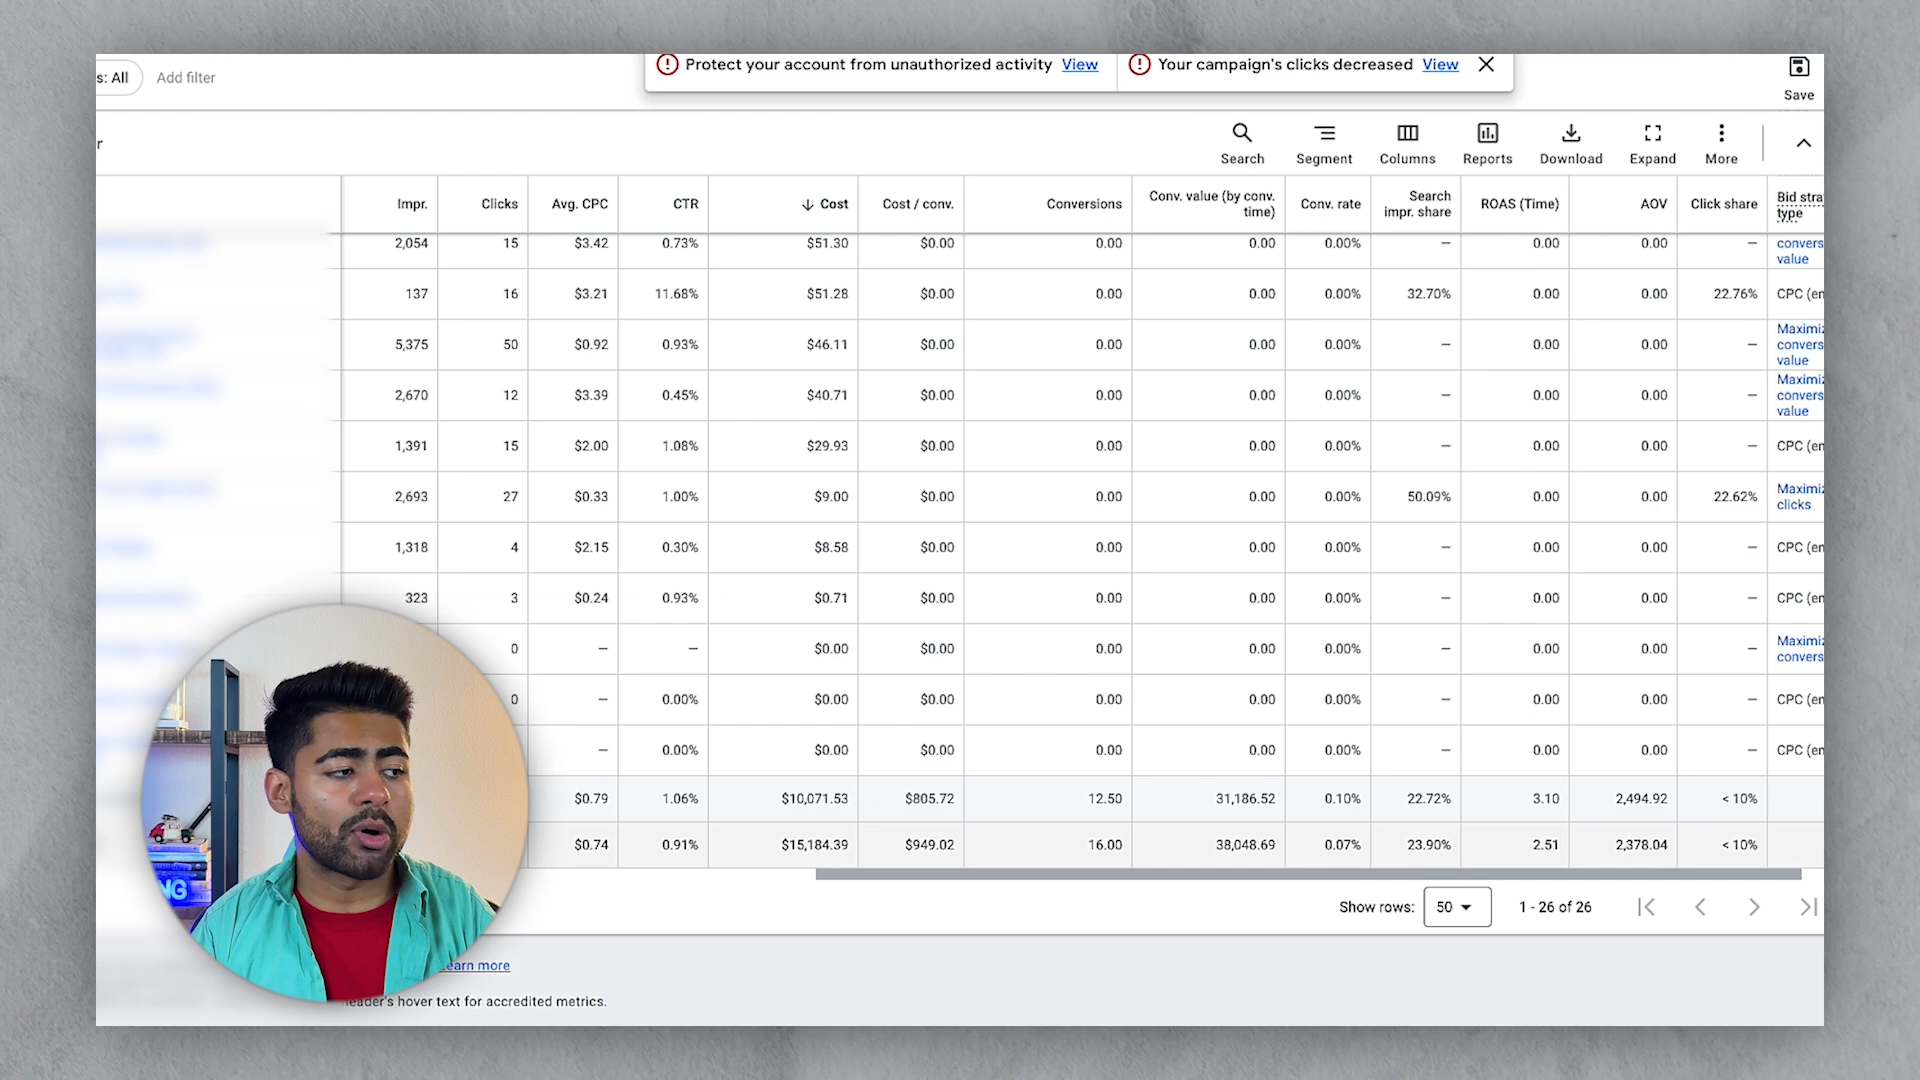 Protect your account from unauthorized activity View
Your campaign's clicks decreased View
s: All Add filter
Save
r
Search Segment Columns Reports Download Expand More
Impr. Clicks Avg. CPC CTR Cost Cost / conv. Conversions Conv. value (by conv. time) Conv. rate Search impr. share ROAS (Time) AOV Click share Bid stra type
2,054 15 $3.42 0.73% $51.30 $0.00 0.00 0.00 0.00% — 0.00 0.00 — convers value
137 16 $3.21 11.68% $51.28 $0.00 0.00 0.00 0.00% 32.70% 0.00 0.00 22.76% CPC (en
5,375 50 $0.92 0.93% $46.11 $0.00 0.00 0.00 0.00% — 0.00 0.00 — Maximiz convers value
2,670 12 $3.39 0.45% $40.71 $0.00 0.00 0.00 0.00% — 0.00 0.00 — Maximiz convers value
1,391 15 $2.00 1.08% $29.93 $0.00 0.00 0.00 0.00% — 0.00 0.00 — CPC (en
2,693 27 $0.33 1.00% $9.00 $0.00 0.00 0.00 0.00% 50.09% 0.00 0.00 22.62% Maximiz clicks
1,318 4 $2.15 0.30% $8.58 $0.00 0.00 0.00 0.00% — 0.00 0.00 — CPC (en
323 3 $0.24 0.93% $0.71 $0.00 0.00 0.00 0.00% — 0.00 0.00 — CPC (en
0 — — $0.00 $0.00 0.00 0.00 0.00% — 0.00 0.00 — Maximiz convers
0 — 0.00% $0.00 $0.00 0.00 0.00 0.00% — 0.00 0.00 — CPC (en
— 0.00% $0.00 $0.00 0.00 0.00 0.00% — 0.00 0.00 — CPC (en
$0.79 1.06% $10,071.53 $805.72 12.50 31,186.52 0.10% 22.72% 3.10 2,494.92 < 10%
$0.74 0.91% $15,184.39 $949.02 16.00 38,048.69 0.07% 23.90% 2.51 2,378.04 < 10%
Show rows: 50 1 - 26 of 26
NG
Learn more
header's hover text for accredited metrics.